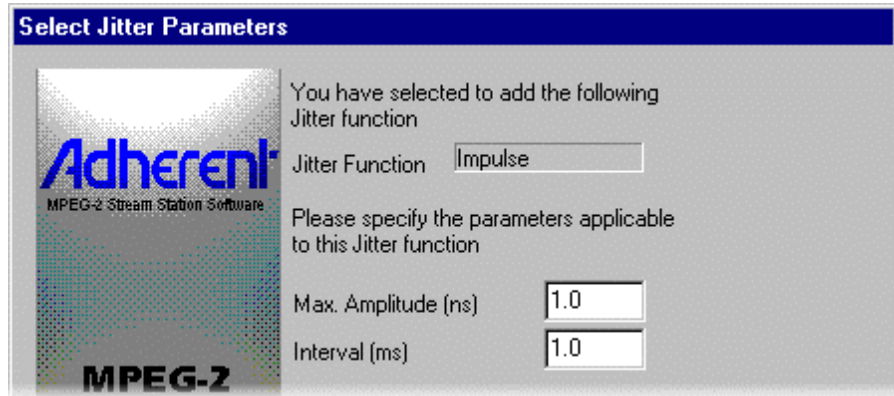 Select Jitter Parameters
Adherent
MPEG-2 Stream Station Software
MPEG-2
You have selected to add the following
Jitter function
Jitter Function Impulse
Please specify the parameters applicable
to this Jitter function
Max. Amplitude (ns) 1.0
Interval (ms) 1.0